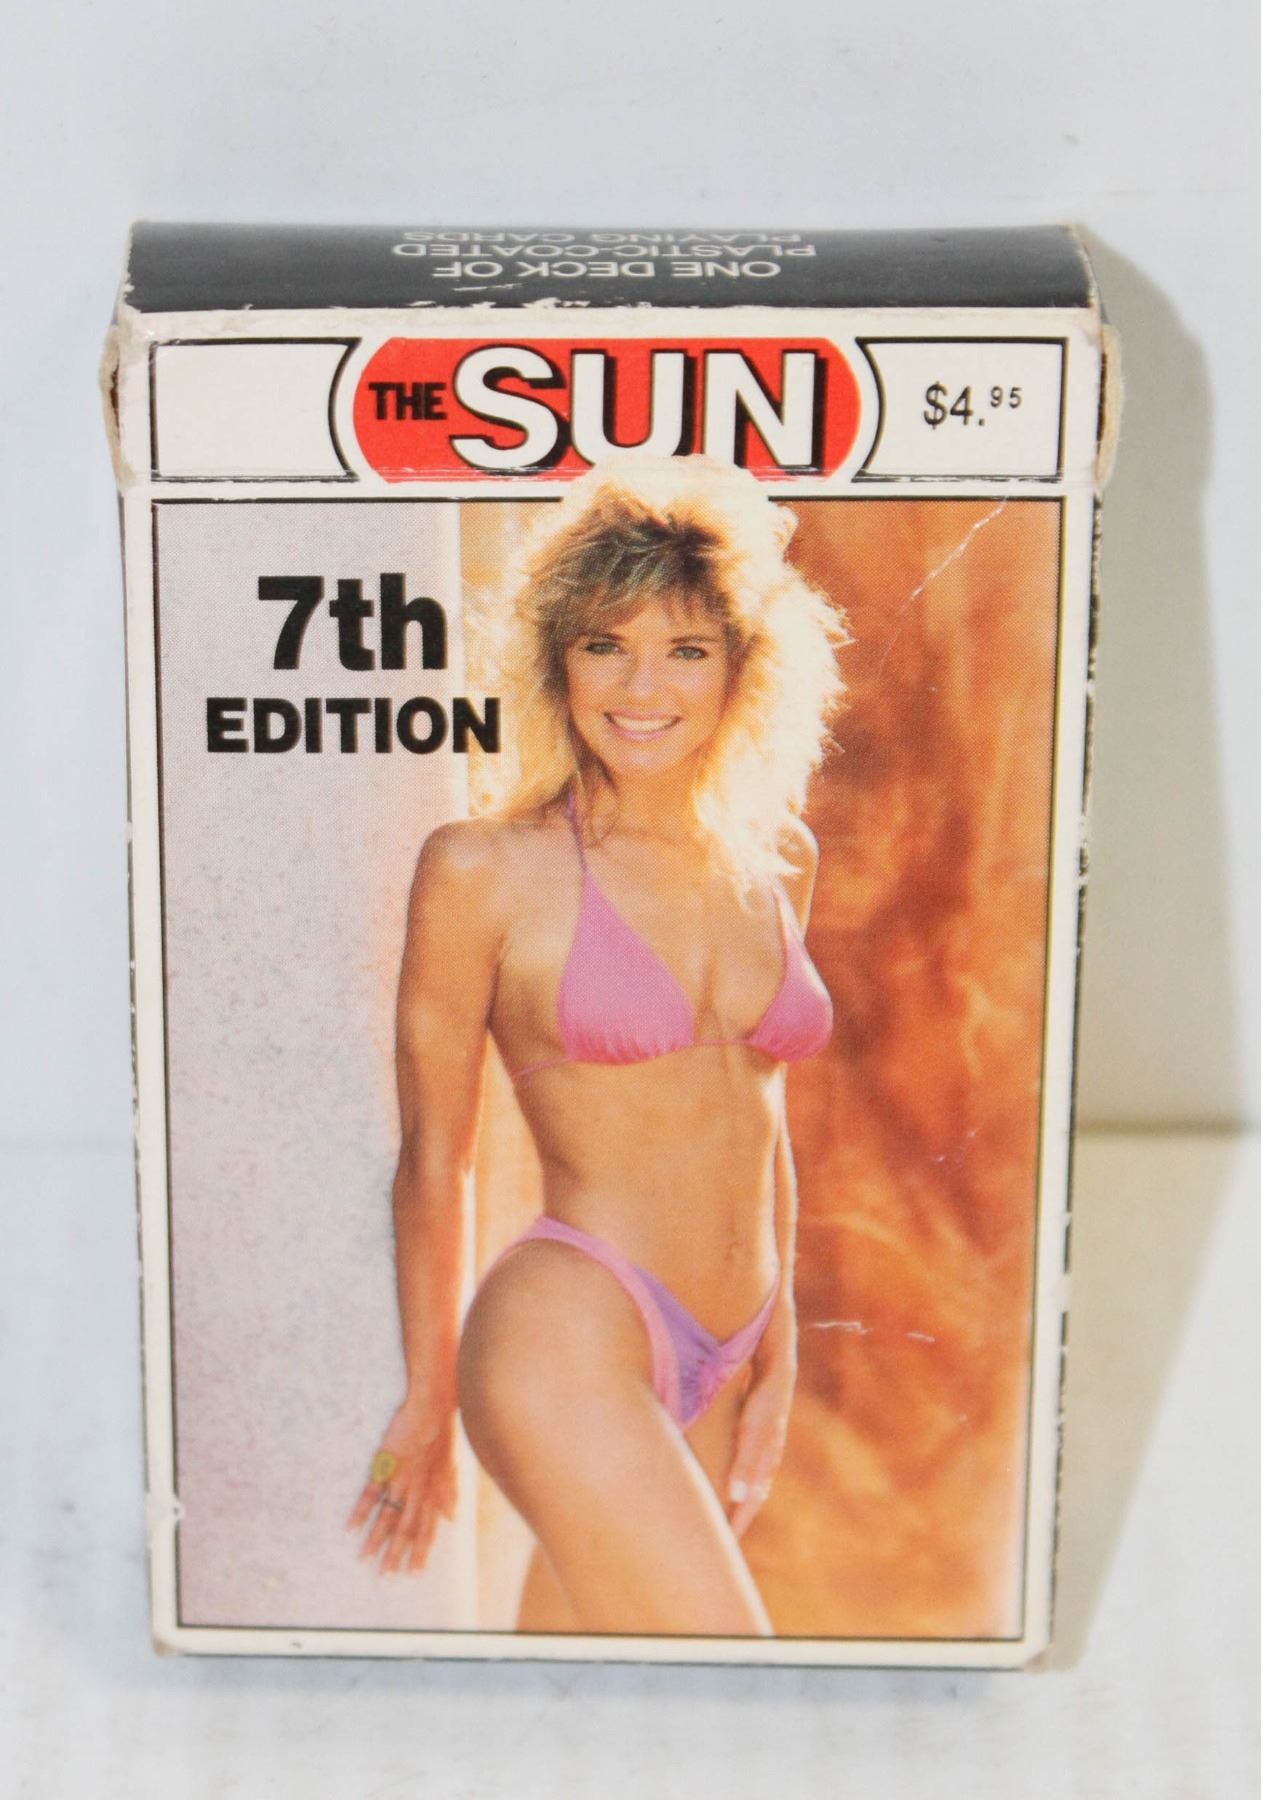 ONE DECK OF
PLASTIC-COATED
PLAYING CARDS
THE SUN
$4.95
7th
EDITION